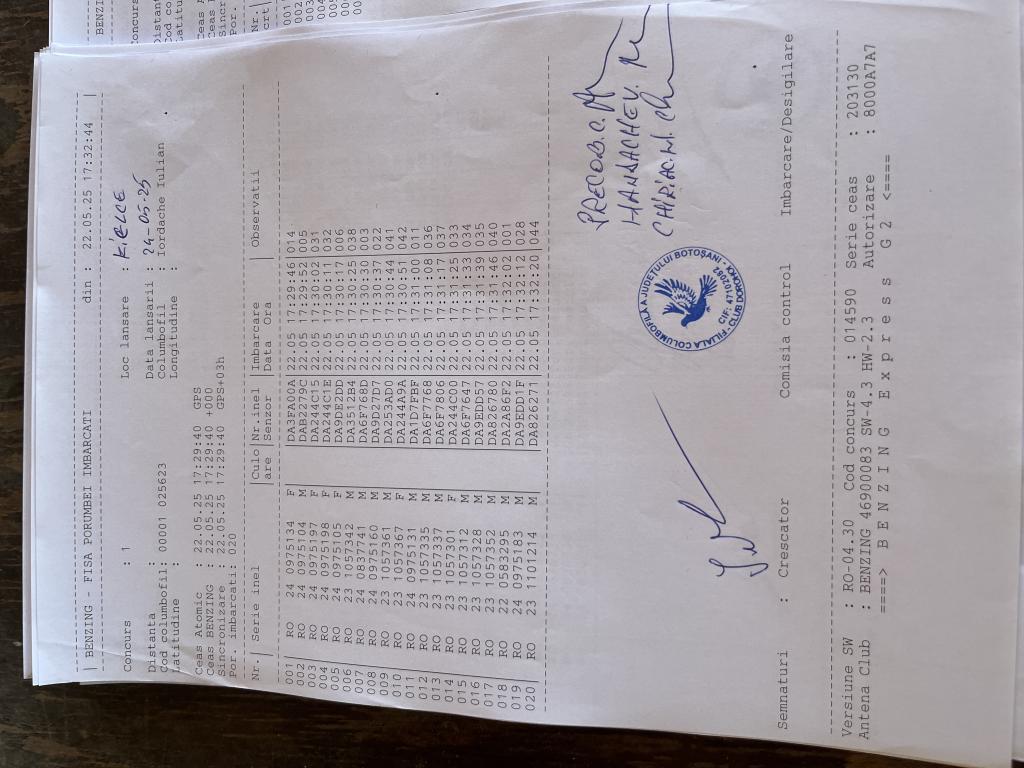 | BENZING - FISA PORUMBEI IMBARCATI din : 22.05.25 17:32:44 |
Concurs : 1 Loc lansare : KIELCE
Distanta : Data lansarii : 24-05-25
Cod columbofil: 00001 025623 Columbofil : Iordache Iulian
Latitudine : Longitudine :
Ceas Atomic : 22.05.25 17:29:40 GPS
Ceas BENZING : 22.05.25 17:29:40 +000
Sincronizare : 22.05.25 17:29:40 GPS+03h
Por. imbarcati: 020
Nr.| Serie inel |Culo|Nr.inel |Imbarcare | Observatii
are |Senzor |Data Ora |
001| RO 24 0975134 F |DA3FA00A|22.05 17:29:46|014
002| RO 24 0975104 M |DAB2279C|22.05 17:29:52|005
003| RO 24 0975197 F |DA244C15|22.05 17:30:02|031
004| RO 24 0975198 F |DA244C1E|22.05 17:30:11|032
005| RO 24 0975105 F |DA9DE2DD|22.05 17:30:17|006
006| RO 23 1057342 M |DA3512B4|22.05 17:30:25|038
007| RO 24 0837741 M |DA6F768D|22.05 17:30:30|003
008| RO 24 0975160 M |DA9D27D7|22.05 17:30:37|022
009| RO 23 1057361 M |DA253AD0|22.05 17:30:44|041
010| RO 23 1057367 F |DA244A9A|22.05 17:30:51|042
011| RO 24 0975131 M |DA1D7FBF|22.05 17:31:00|011
012| RO 23 1057335 M |DA6F7768|22.05 17:31:08|036
013| RO 23 1057337 M |DA6F7806|22.05 17:31:17|037
014| RO 23 1057301 F |DA244C00|22.05 17:31:25|033
015| RO 23 1057312 M |DA6F7647|22.05 17:31:33|034
016| RO 23 1057328 M |DA9EDD57|22.05 17:31:39|035
017| RO 23 1057352 M |DA826780|22.05 17:31:46|040
018| RO 22 0583295 M |DA2A86F2|22.05 17:32:02|001
019| RO 24 0975183 M |DA9EDD1F|22.05 17:32:12|028
020| RO 23 1101214 M |DA826271|22.05 17:32:20|044
FILIALA COLUMBOFILA JUDEȚULUI BOTOȘANI
CLUB DOROHOI
CIF: 47102082
Semnaturi : Crescator Comisia control Imbarcare/Desigilare
Versiune SW : RO-04.30 Cod concurs : 014590 Serie ceas : 203130
Antena Club : BENZING 46900083 SW-4.3 HW-2.3 Autorizare : 8000A7A7
====> B E N Z I N G E x p r e s s G 2 <====